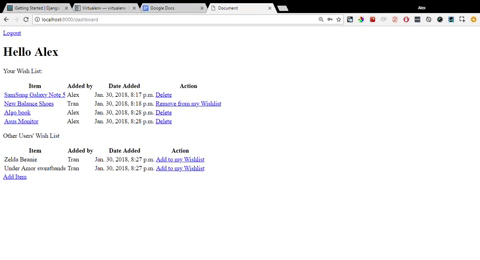 Getting Started | Djang
Virtualenv — virtualenv
Google Docs
Document
Alex
localhost:8000/dashboard
Logout
Hello Alex
Your Wish List:
Item Added by Date Added Action
SamSung Galaxy Note 5 Alex Jan. 30, 2018, 8:17 p.m. Delete
New Balance Shoes Tran Jan. 30, 2018, 8:18 p.m. Remove from my Wishlist
Algo book Alex Jan. 30, 2018, 8:28 p.m. Delete
Asus Monitor Alex Jan. 30, 2018, 8:28 p.m. Delete
Other Users' Wish List
Item Added by Date Added Action
Zelda Beanie Tran Jan. 30, 2018, 8:27 p.m. Add to my Wishlist
Under Amor sweatbands Tran Jan. 30, 2018, 8:27 p.m. Add to my Wishlist
Add Item